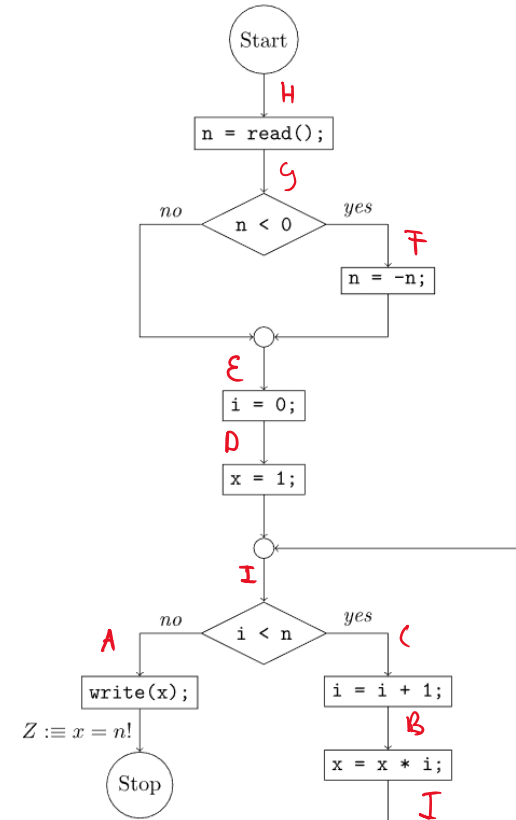 Start
H
n = read();
G
no
n < 0
yes
F
n = -n;
E
i = 0;
D
x = 1;
I
no
i < n
yes
A
C
write(x);
i = i + 1;
B
Z :≡ x = n!
x = x * i;
Stop
I